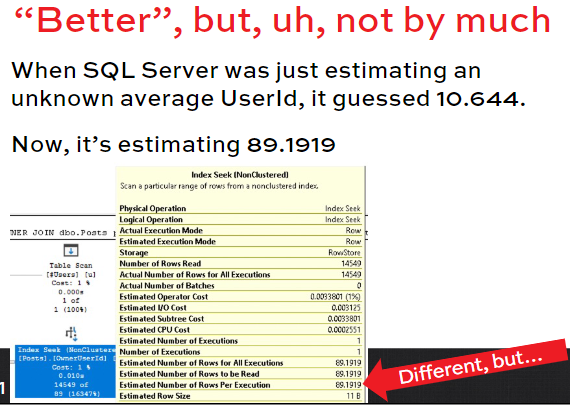 “Better”, but, uh, not by much
When SQL Server was just estimating an
unknown average UserId, it guessed 10.644.
Now, it’s estimating 89.1919
Index Seek (NonClustered)
Scan a particular range of rows from a nonclustered index.
Physical Operation Index Seek
Logical Operation Index Seek
Actual Execution Mode Row
Estimated Execution Mode Row
Storage RowStore
Number of Rows Read 14549
Actual Number of Rows for All Executions 14549
Actual Number of Batches 0
Estimated Operator Cost 0.0033801 (1%)
Estimated I/O Cost 0.003125
Estimated Subtree Cost 0.0033801
Estimated CPU Cost 0.0002551
Estimated Number of Executions 1
Number of Executions 1
Estimated Number of Rows for All Executions 89.1919
Estimated Number of Rows to be Read 89.1919
Estimated Number of Rows Per Execution 89.1919
Estimated Row Size 11 B
NER JOIN dbo.Posts
Table Scan
[#Users] [u]
Cost: 1 %
0.000s
1 of
1 (100%)
Index Seek (NonCluster
[Posts].[OwnerUserId]
Cost: 1 %
0.010s
14549 of
89 (16347%)
Different, but...
1